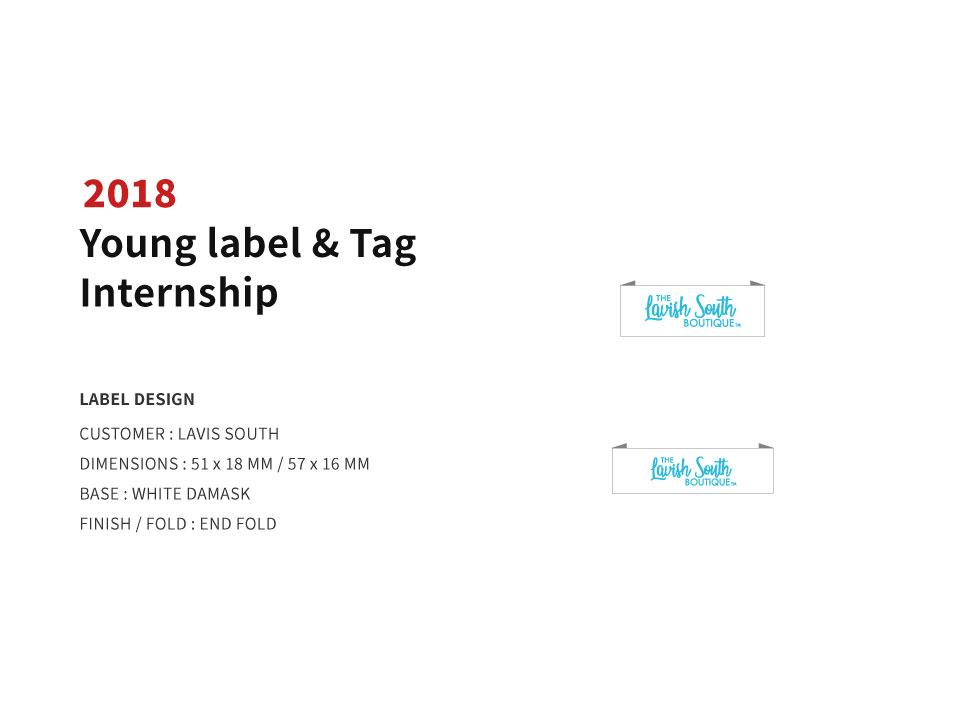 2018
Young label & Tag
Internship
LABEL DESIGN
CUSTOMER : LAVIS SOUTH
DIMENSIONS : 51 x 18 MM / 57 x 16 MM
BASE : WHITE DAMASK
FINISH / FOLD : END FOLD
THE
Lavish South
BOUTIQUE TM
THE
Lavish South
BOUTIQUE TM